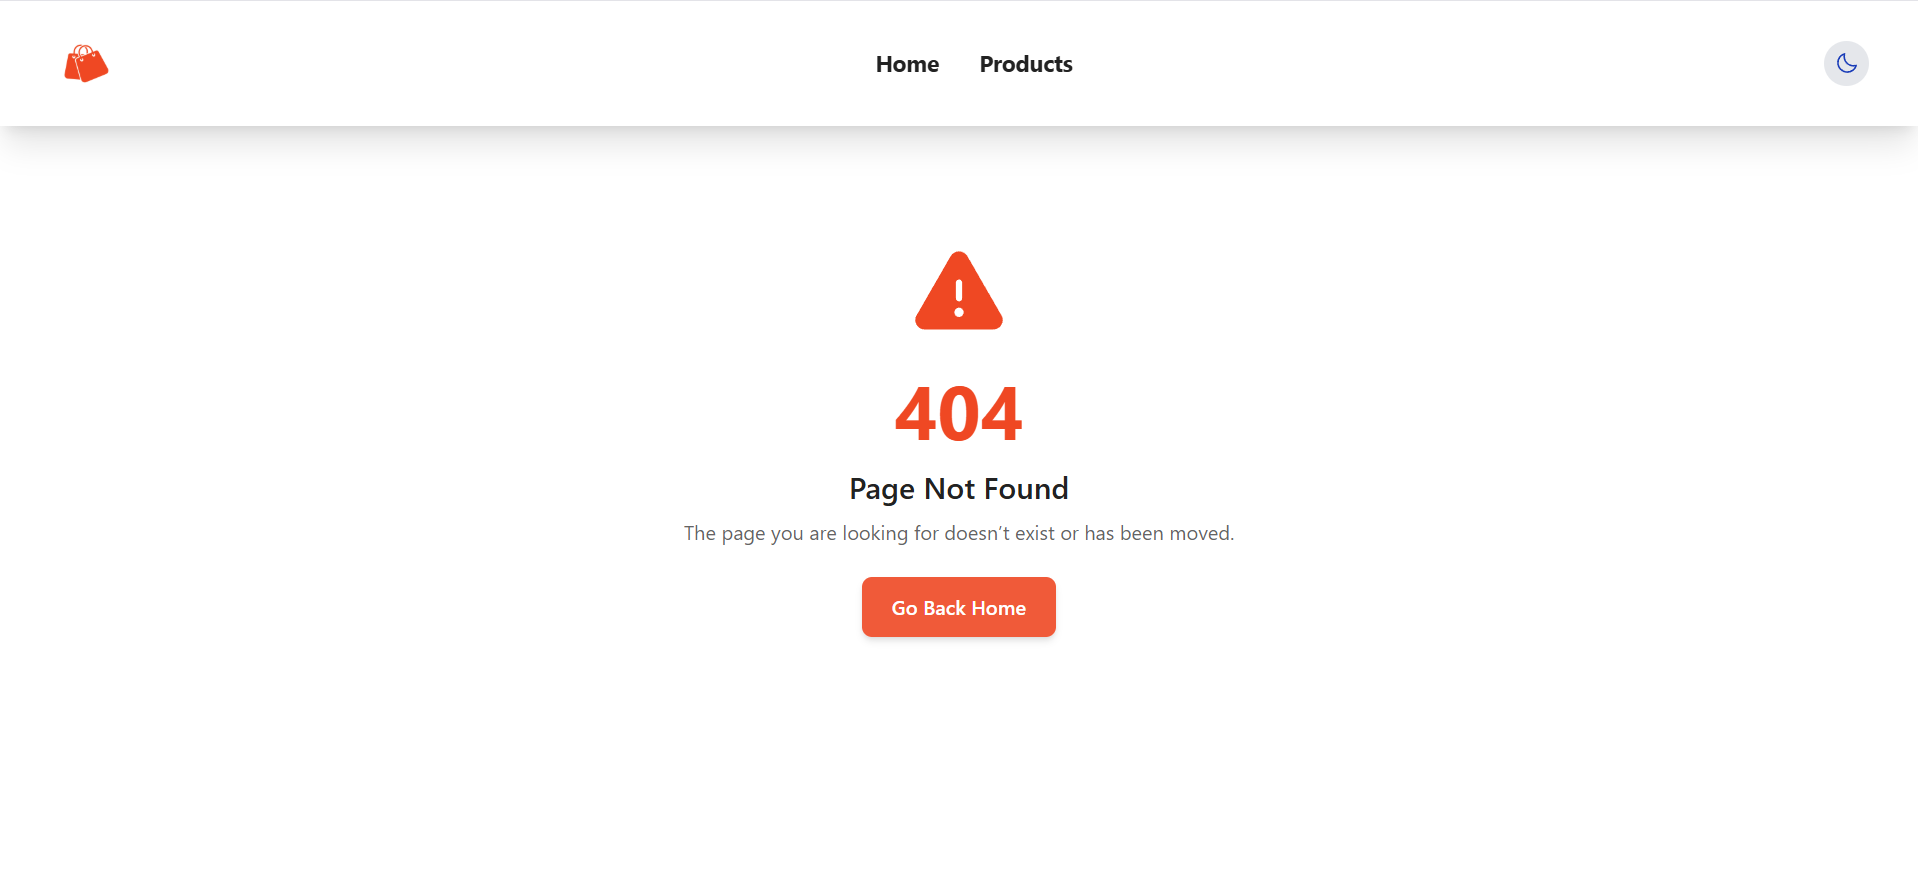 Home Products
404
Page Not Found
The page you are looking for doesn’t exist or has been moved.
Go Back Home